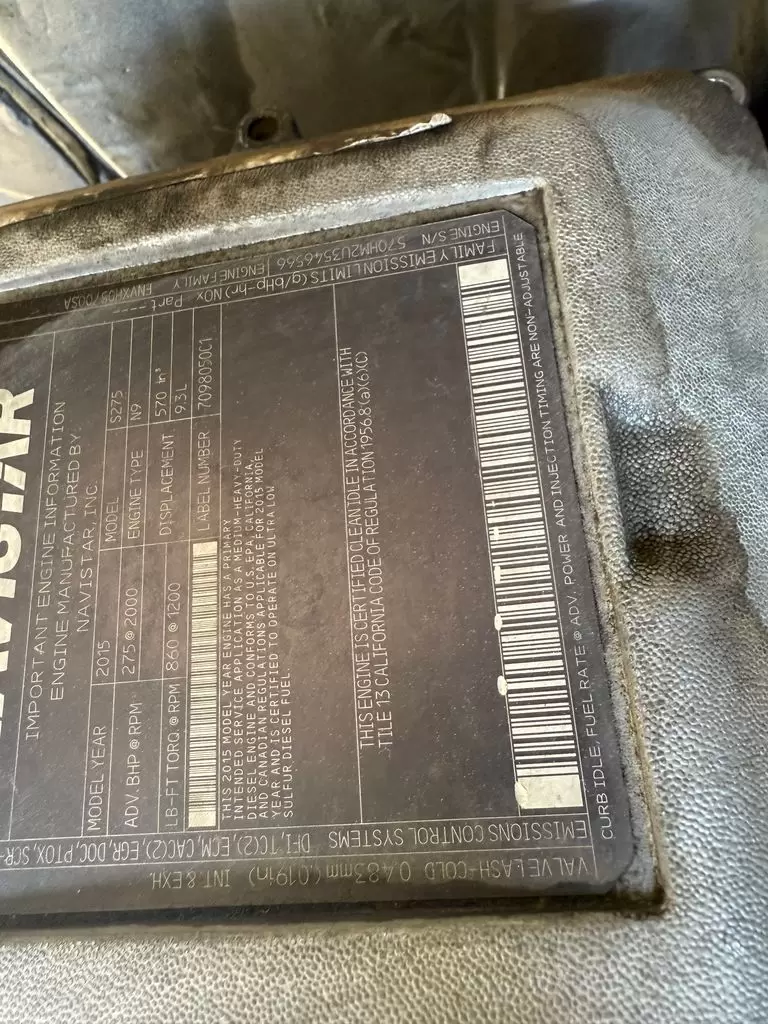 NAVISTAR
IMPORTANT ENGINE INFORMATION
ENGINE MANUFACTURED BY:
NAVISTAR, INC.
MODEL YEAR 2015 MODEL S275
ADV. BHP @ RPM 275 @ 2000 ENGINE TYPE N9
LB-FT TORQ. @ RPM 860 @ 1200 DISPLACEMENT 570 in³ 9.3L
LABEL NUMBER 7098050C1
THIS 2015 MODEL YEAR ENGINE HAS A PRIMARY
INTENDED SERVICE APPLICATION AS A MEDIUM-HEAVY-DUTY
DIESEL ENGINE AND CONFORMS TO U.S. EPA, CALIFORNIA,
AND CANADIAN REGULATIONS APPLICABLE FOR 2015 MODEL
YEAR AND IS CERTIFIED TO OPERATE ON ULTRA LOW
SULFUR DIESEL FUEL.
THIS ENGINE IS CERTIFIED CLEAN IDLE IN ACCORDANCE WITH
TILE 13 CALIFORNIA CODE OF REGULATION 1956.8(a)(6)(C)
CURB IDLE, FUEL RATE @ ADV. POWER AND INJECTION TIMING ARE NON-ADJUSTABLE
ENGINE S/N 570HM2U3546566 ENGINE FAMILY
FAMILY EMISSION LIMITS (g/bHp-hr) NOx Part ----
EMISSIONS CONTROL SYSTEMS DFI, TC(2), ECM, CAC(2), EGR, DOC, PTOX, SCR-
VALVE LASH-COLD 0.483mm (.019in) INT. & EXH.